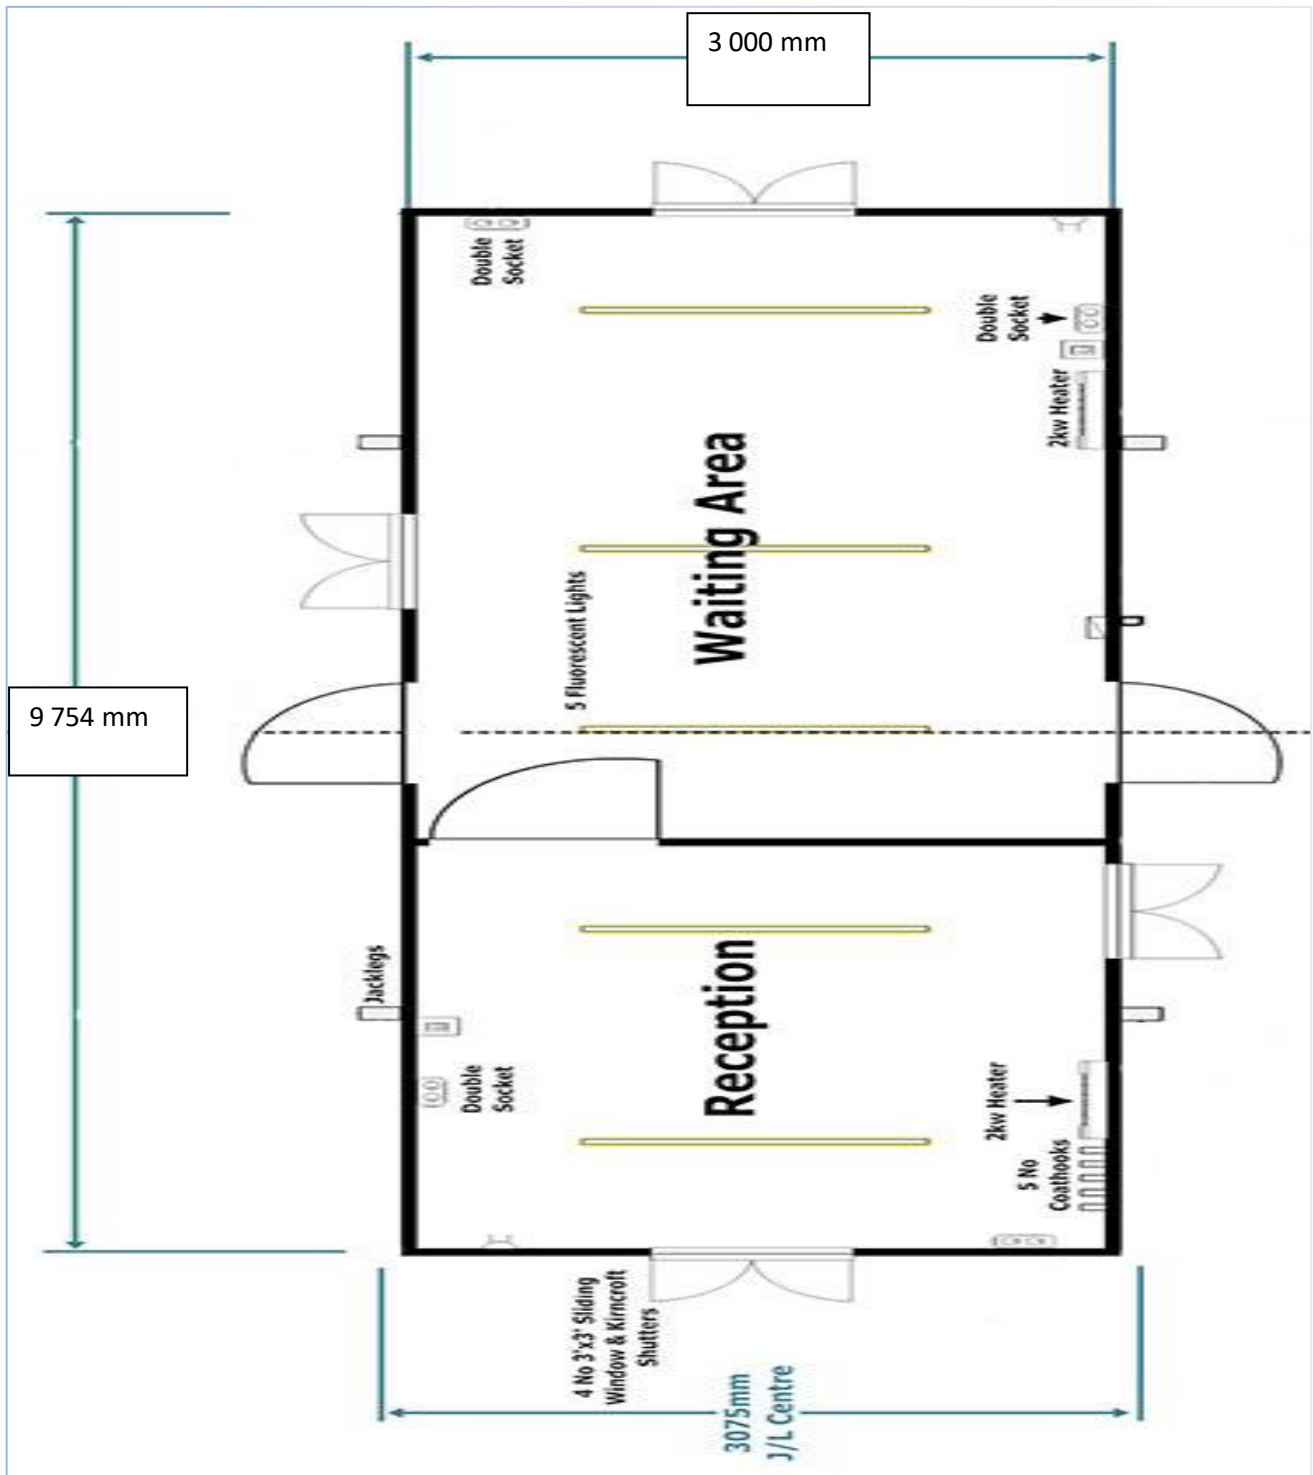 3 000 mm
Double
Socket
Double
Socket
2kw Heater
Waiting Area
5 Fluorescent Lights
9 754 mm
Jacklegs
Reception
Double
Socket
2kw Heater
5 No
Coathooks
4 No 3'x3' Sliding
Window & Kirncroft
Shutters
3075mm
J/L Centre